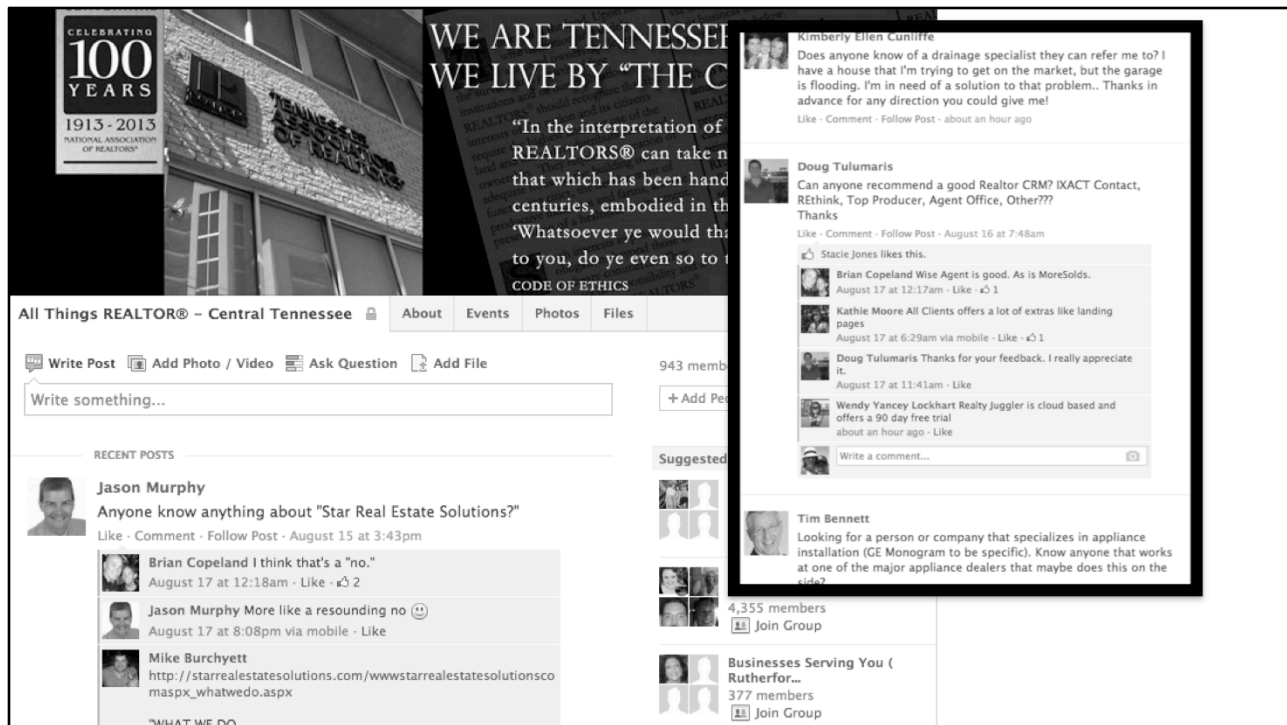 CELEBRATING
100
YEARS
1913 - 2013
NATIONAL ASSOCIATION
OF REALTORS®
TENNESSEE
ASSOCIATION
OF REALTORS®
WE ARE TENNESSEE
WE LIVE BY “THE C
“In the interpretation of
REALTORS® can take n
that which has been hand
centuries, embodied in th
‘Whatsoever ye would tha
to you, do ye even so to t
CODE OF ETHICS
All Things REALTOR® – Central Tennessee
About
Events
Photos
Files
Write Post
Add Photo / Video
Ask Question
Add File
Write something...
RECENT POSTS
Jason Murphy
Anyone know anything about "Star Real Estate Solutions?"
Like · Comment · Follow Post · August 15 at 3:43pm
Brian Copeland I think that's a "no."
August 17 at 12:18am · Like · 2
Jason Murphy More like a resounding no
August 17 at 8:08pm via mobile · Like
Mike Burchyett
http://starrealestatesolutions.com/wwwstarrealestatesolutionsco
maspx_whatwedo.aspx
"WHAT WE DO
943 memb
+ Add Pe
Suggested
4,355 members
Join Group
Businesses Serving You (
Rutherfor...
377 members
Join Group
Kimberly Ellen Cunliffe
Does anyone know of a drainage specialist they can refer me to? I
have a house that I'm trying to get on the market, but the garage
is flooding. I'm in need of a solution to that problem.. Thanks in
advance for any direction you could give me!
Like · Comment · Follow Post · about an hour ago
Doug Tulumaris
Can anyone recommend a good Realtor CRM? IXACT Contact,
REthink, Top Producer, Agent Office, Other???
Thanks
Like · Comment · Follow Post · August 16 at 7:48am
Stacie Jones likes this.
Brian Copeland Wise Agent is good. As is MoreSolds.
August 17 at 12:17am · Like · 1
Kathie Moore All Clients offers a lot of extras like landing
pages
August 17 at 6:29am via mobile · Like · 1
Doug Tulumaris Thanks for your feedback. I really appreciate
it.
August 17 at 11:41am · Like
Wendy Yancey Lockhart Realty Juggler is cloud based and
offers a 90 day free trial
about an hour ago · Like
Write a comment...
Tim Bennett
Looking for a person or company that specializes in appliance
installation (GE Monogram to be specific). Know anyone that works
at one of the major appliance dealers that maybe does this on the
side?